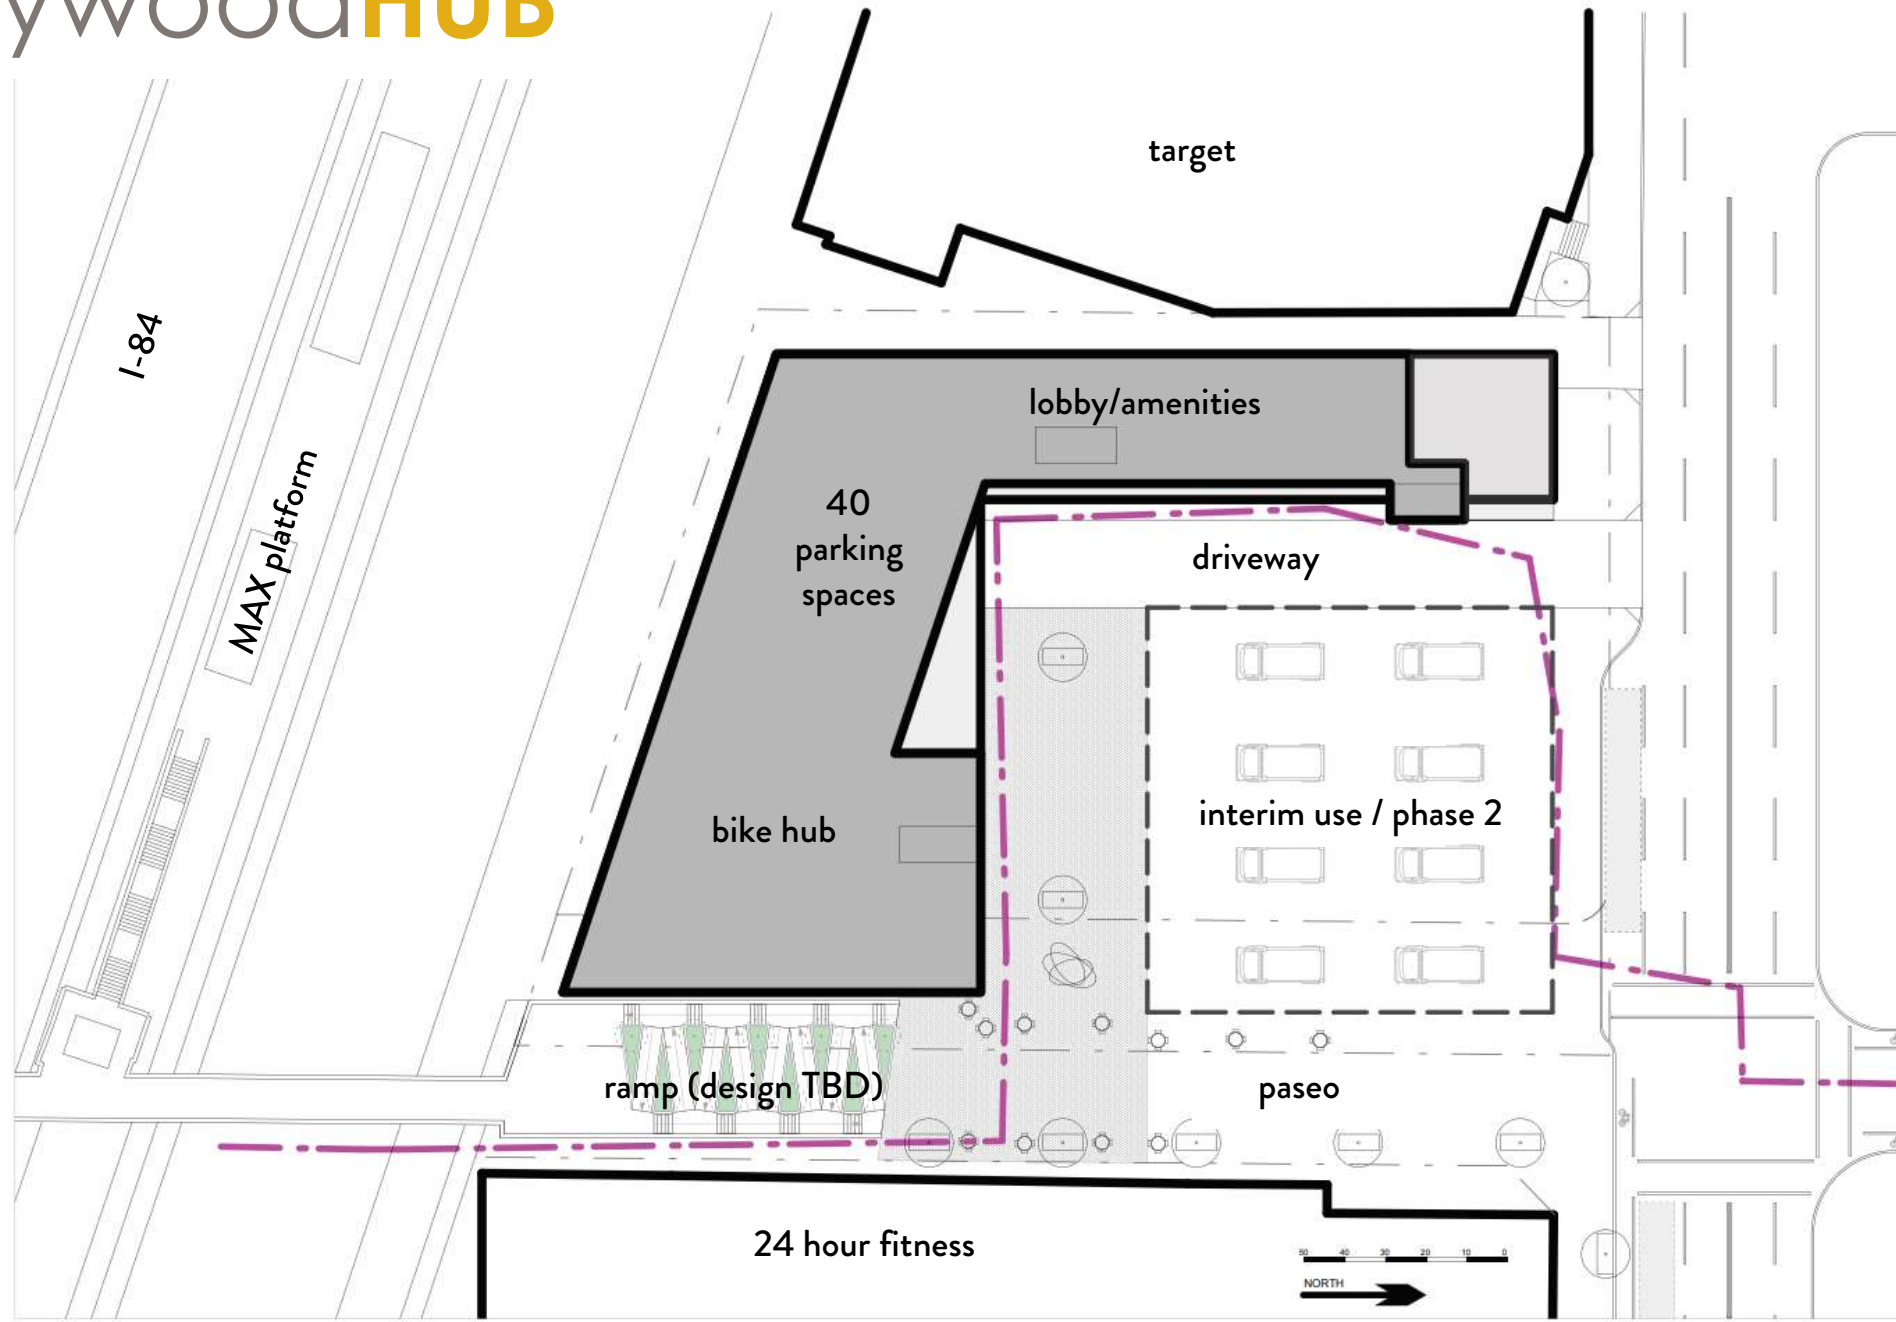 ywoodHUB
target
I-84
lobby/amenities
MAX platform
40
parking
spaces
driveway
bike hub
interim use / phase 2
ramp (design TBD)
paseo
24 hour fitness
50 40 30 20 10 0
NORTH